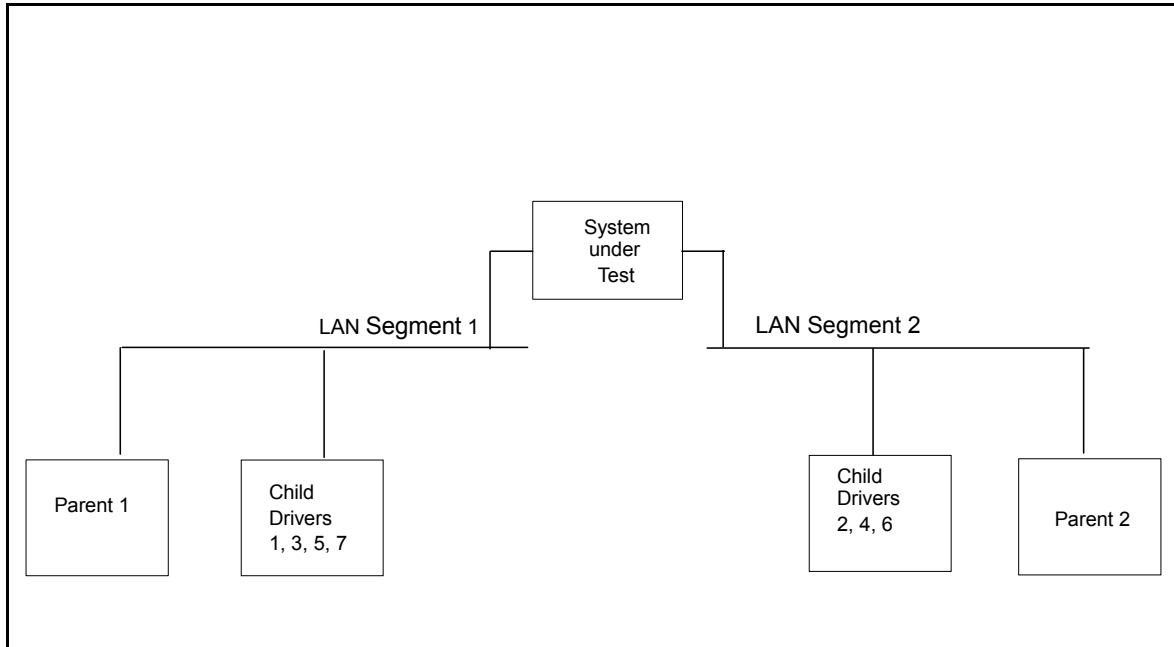 System
under
Test
LAN Segment 1
LAN Segment 2
Parent 1
Child
Drivers
1, 3, 5, 7
Child
Drivers
2, 4, 6
Parent 2